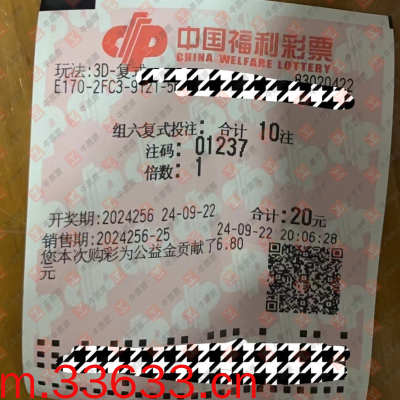 中国福利彩票
CHINA WELFARE LOTTERY
玩法:3D-复式
83020422
E170-2FC3-9121-5
组六复式投注: 合计 10注
注码: 01237
倍数: 1
开奖期:2024256 24-09-22 合计:20元
销售期:2024256-25 24-09-22 20:06:28
您本次购彩为公益金贡献了6.80
元
m.33633.cn